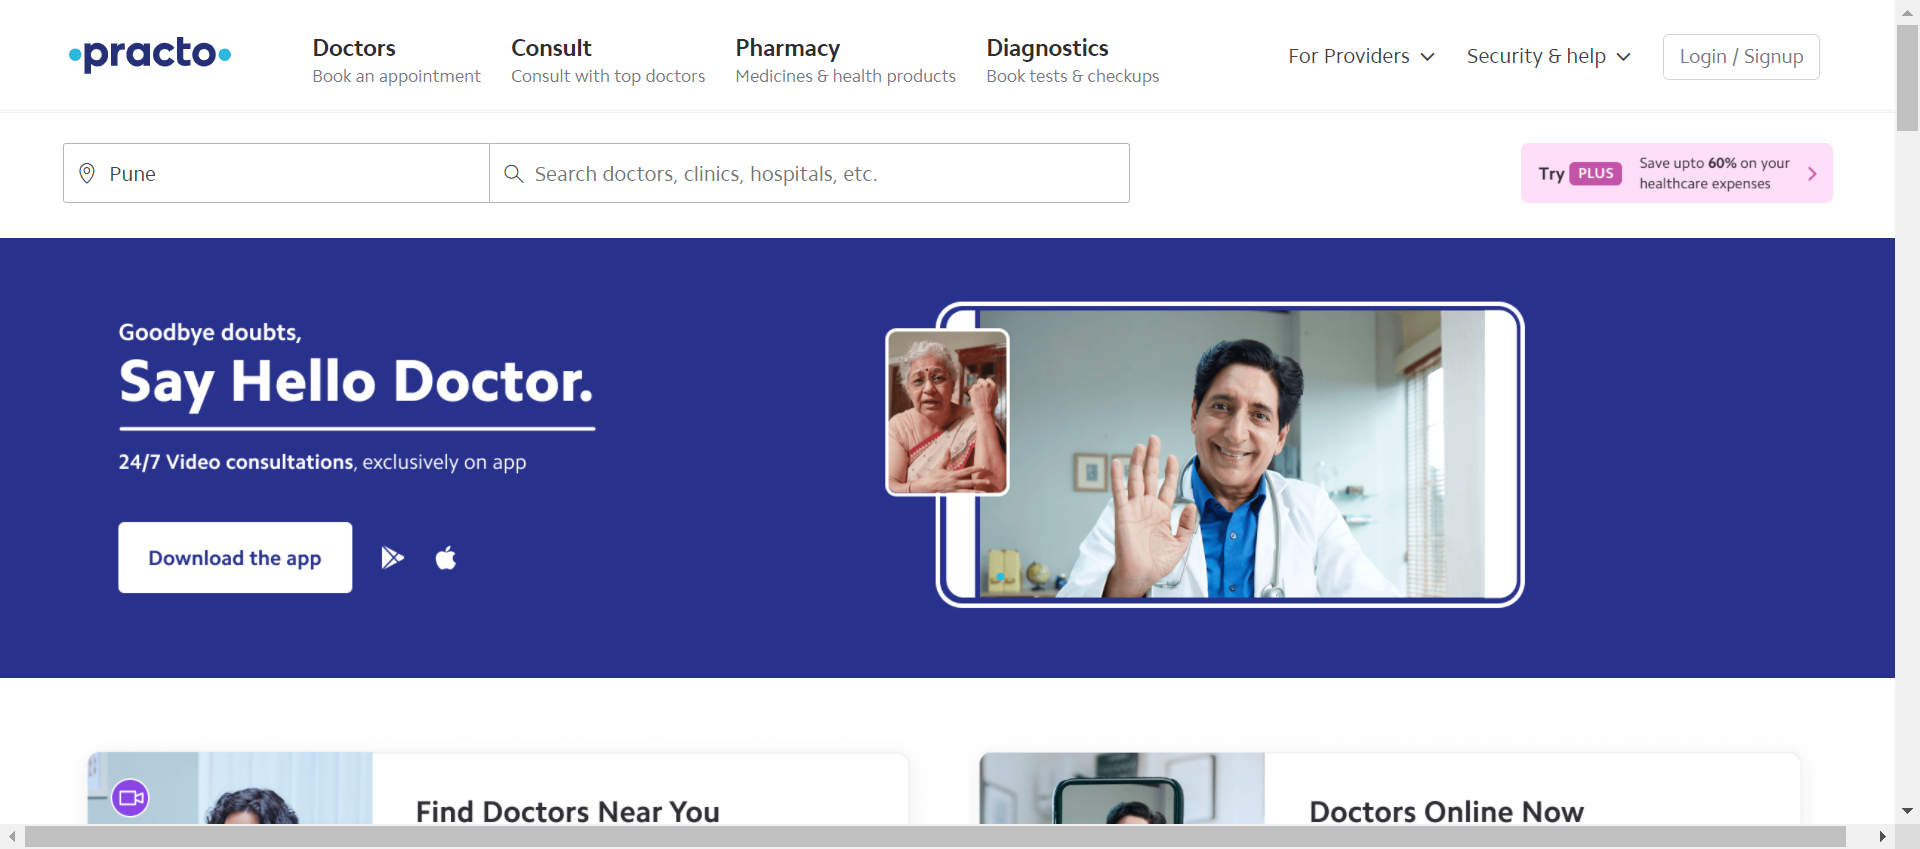 practo
Doctors
Book an appointment
Consult
Consult with top doctors
Pharmacy
Medicines & health products
Diagnostics
Book tests & checkups
For Providers
Security & help
Login / Signup
Pune
Search doctors, clinics, hospitals, etc.
Try PLUS
Save upto 60% on your
healthcare expenses
Goodbye doubts,
Say Hello Doctor.
24/7 Video consultations, exclusively on app
Download the app
Find Doctors Near You
Doctors Online Now